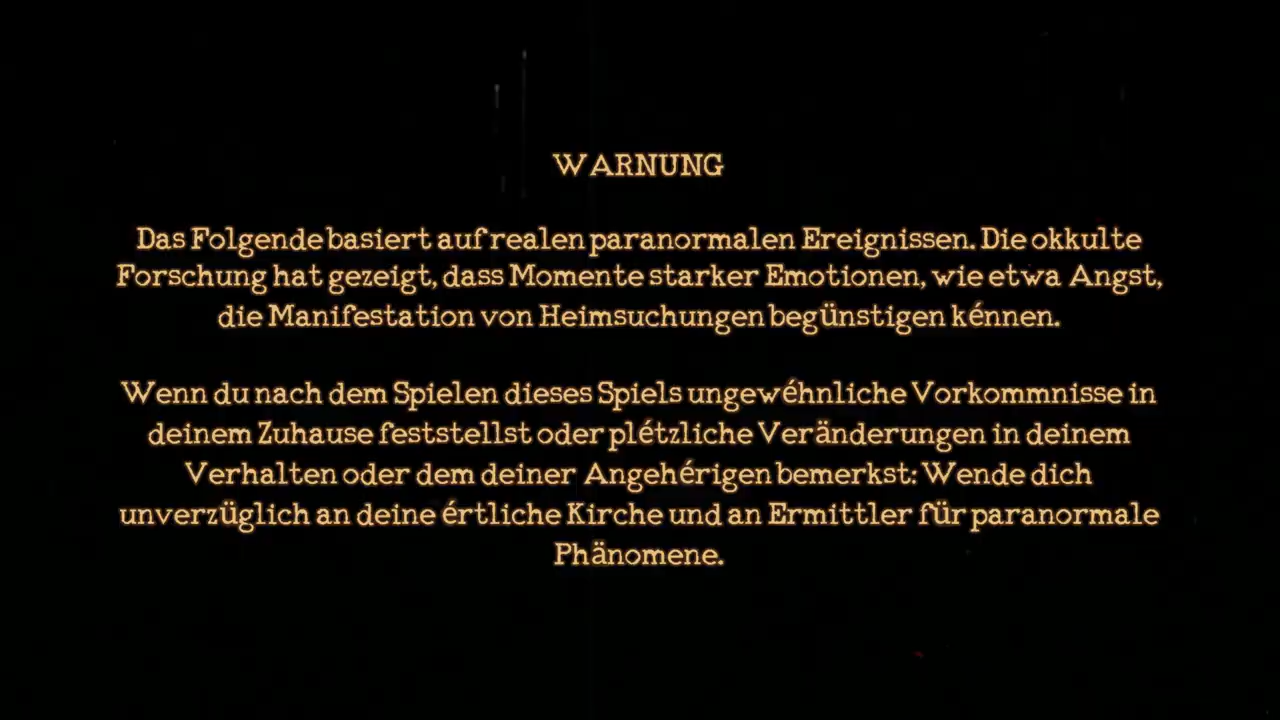 WARNUNG
Das Folgende basiert auf realen paranormalen Ereignissen. Die okkulte
Forschung hat gezeigt, dass Momente starker Emotionen, wie etwa Angst,
die Manifestation von Heimsuchungen begünstigen kénnen.
Wenn du nach dem Spielen dieses Spiels ungewéhnliche Vorkommnisse in
deinem Zuhause feststellst oder plétzliche Veränderungen in deinem
Verhalten oder dem deiner Angehérigen bemerkst: Wende dich
unverzüglich an deine értliche Kirche und an Ermittler für paranormale
Phänomene.